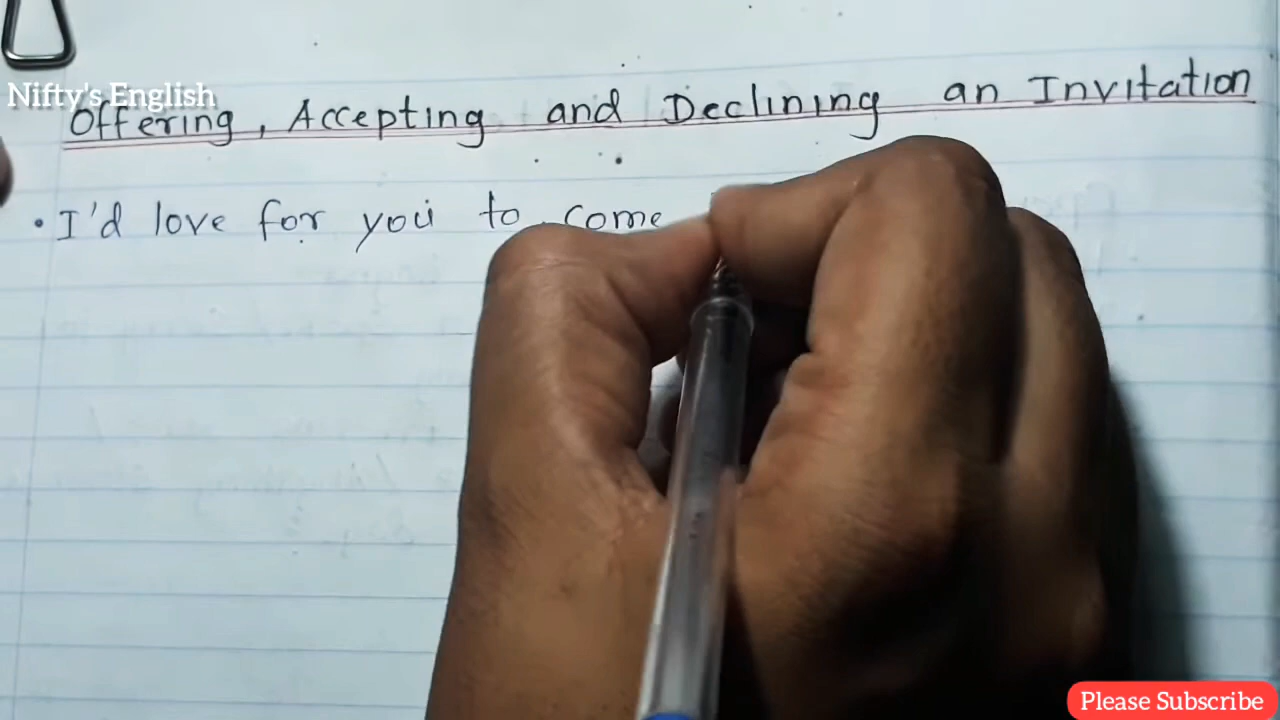 Nifty's English
Offering, Accepting and Declining an Invitation
• I'd love for you to come
Please Subscribe